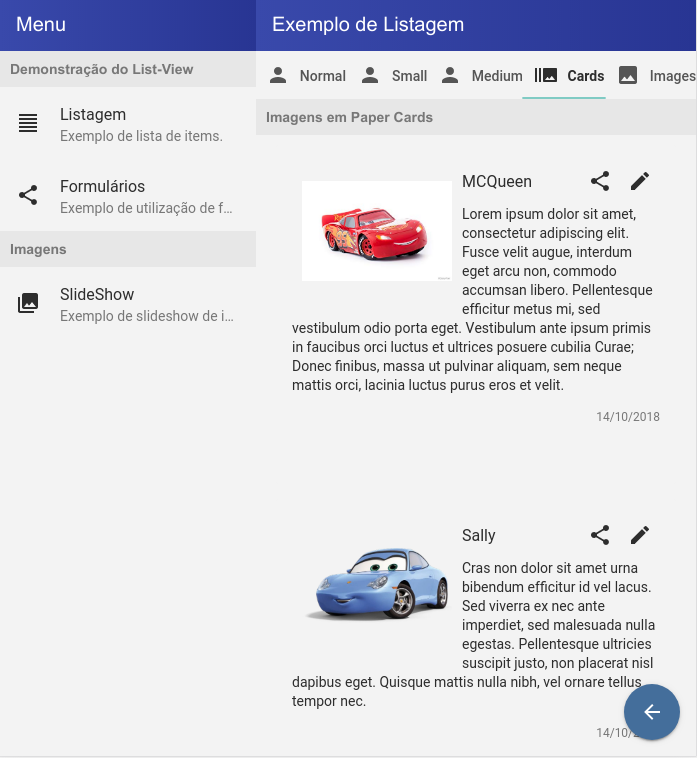 Menu
Exemplo de Listagem
Demonstração do List-View
Listagem
Exemplo de lista de items.
Formulários
Exemplo de utilização de f...
Imagens
SlideShow
Exemplo de slideshow de i...
Normal
Small
Medium
Cards
Images
Imagens em Paper Cards
MCQueen
Lorem ipsum dolor sit amet,
consectetur adipiscing elit.
Fusce velit augue, interdum
eget arcu non, commodo
accumsan libero. Pellentesque
efficitur metus mi, sed
vestibulum odio porta eget. Vestibulum ante ipsum primis
in faucibus orci luctus et ultrices posuere cubilia Curae;
Donec finibus, massa ut pulvinar aliquam, sem neque
mattis orci, lacinia luctus purus eros et velit.
14/10/2018
Sally
Cras non dolor sit amet urna
bibendum efficitur id vel lacus.
Sed viverra ex nec ante
imperdiet, sed malesuada nulla
egestas. Pellentesque ultricies
suscipit justo, non placerat nisl
dapibus eget. Quisque mattis nulla nibh, vel ornare tellus
tempor nec.
14/10/2